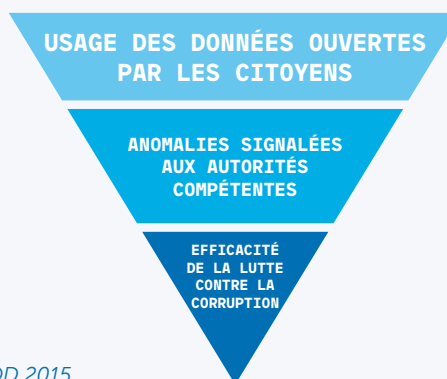 USAGE DES DONNÉES OUVERTES
PAR LES CITOYENS
ANOMALIES SIGNALÉES
AUX AUTORITÉS
COMPÉTENTES
EFFICACITÉ
DE LA LUTTE
CONTRE LA
CORRUPTION
2015